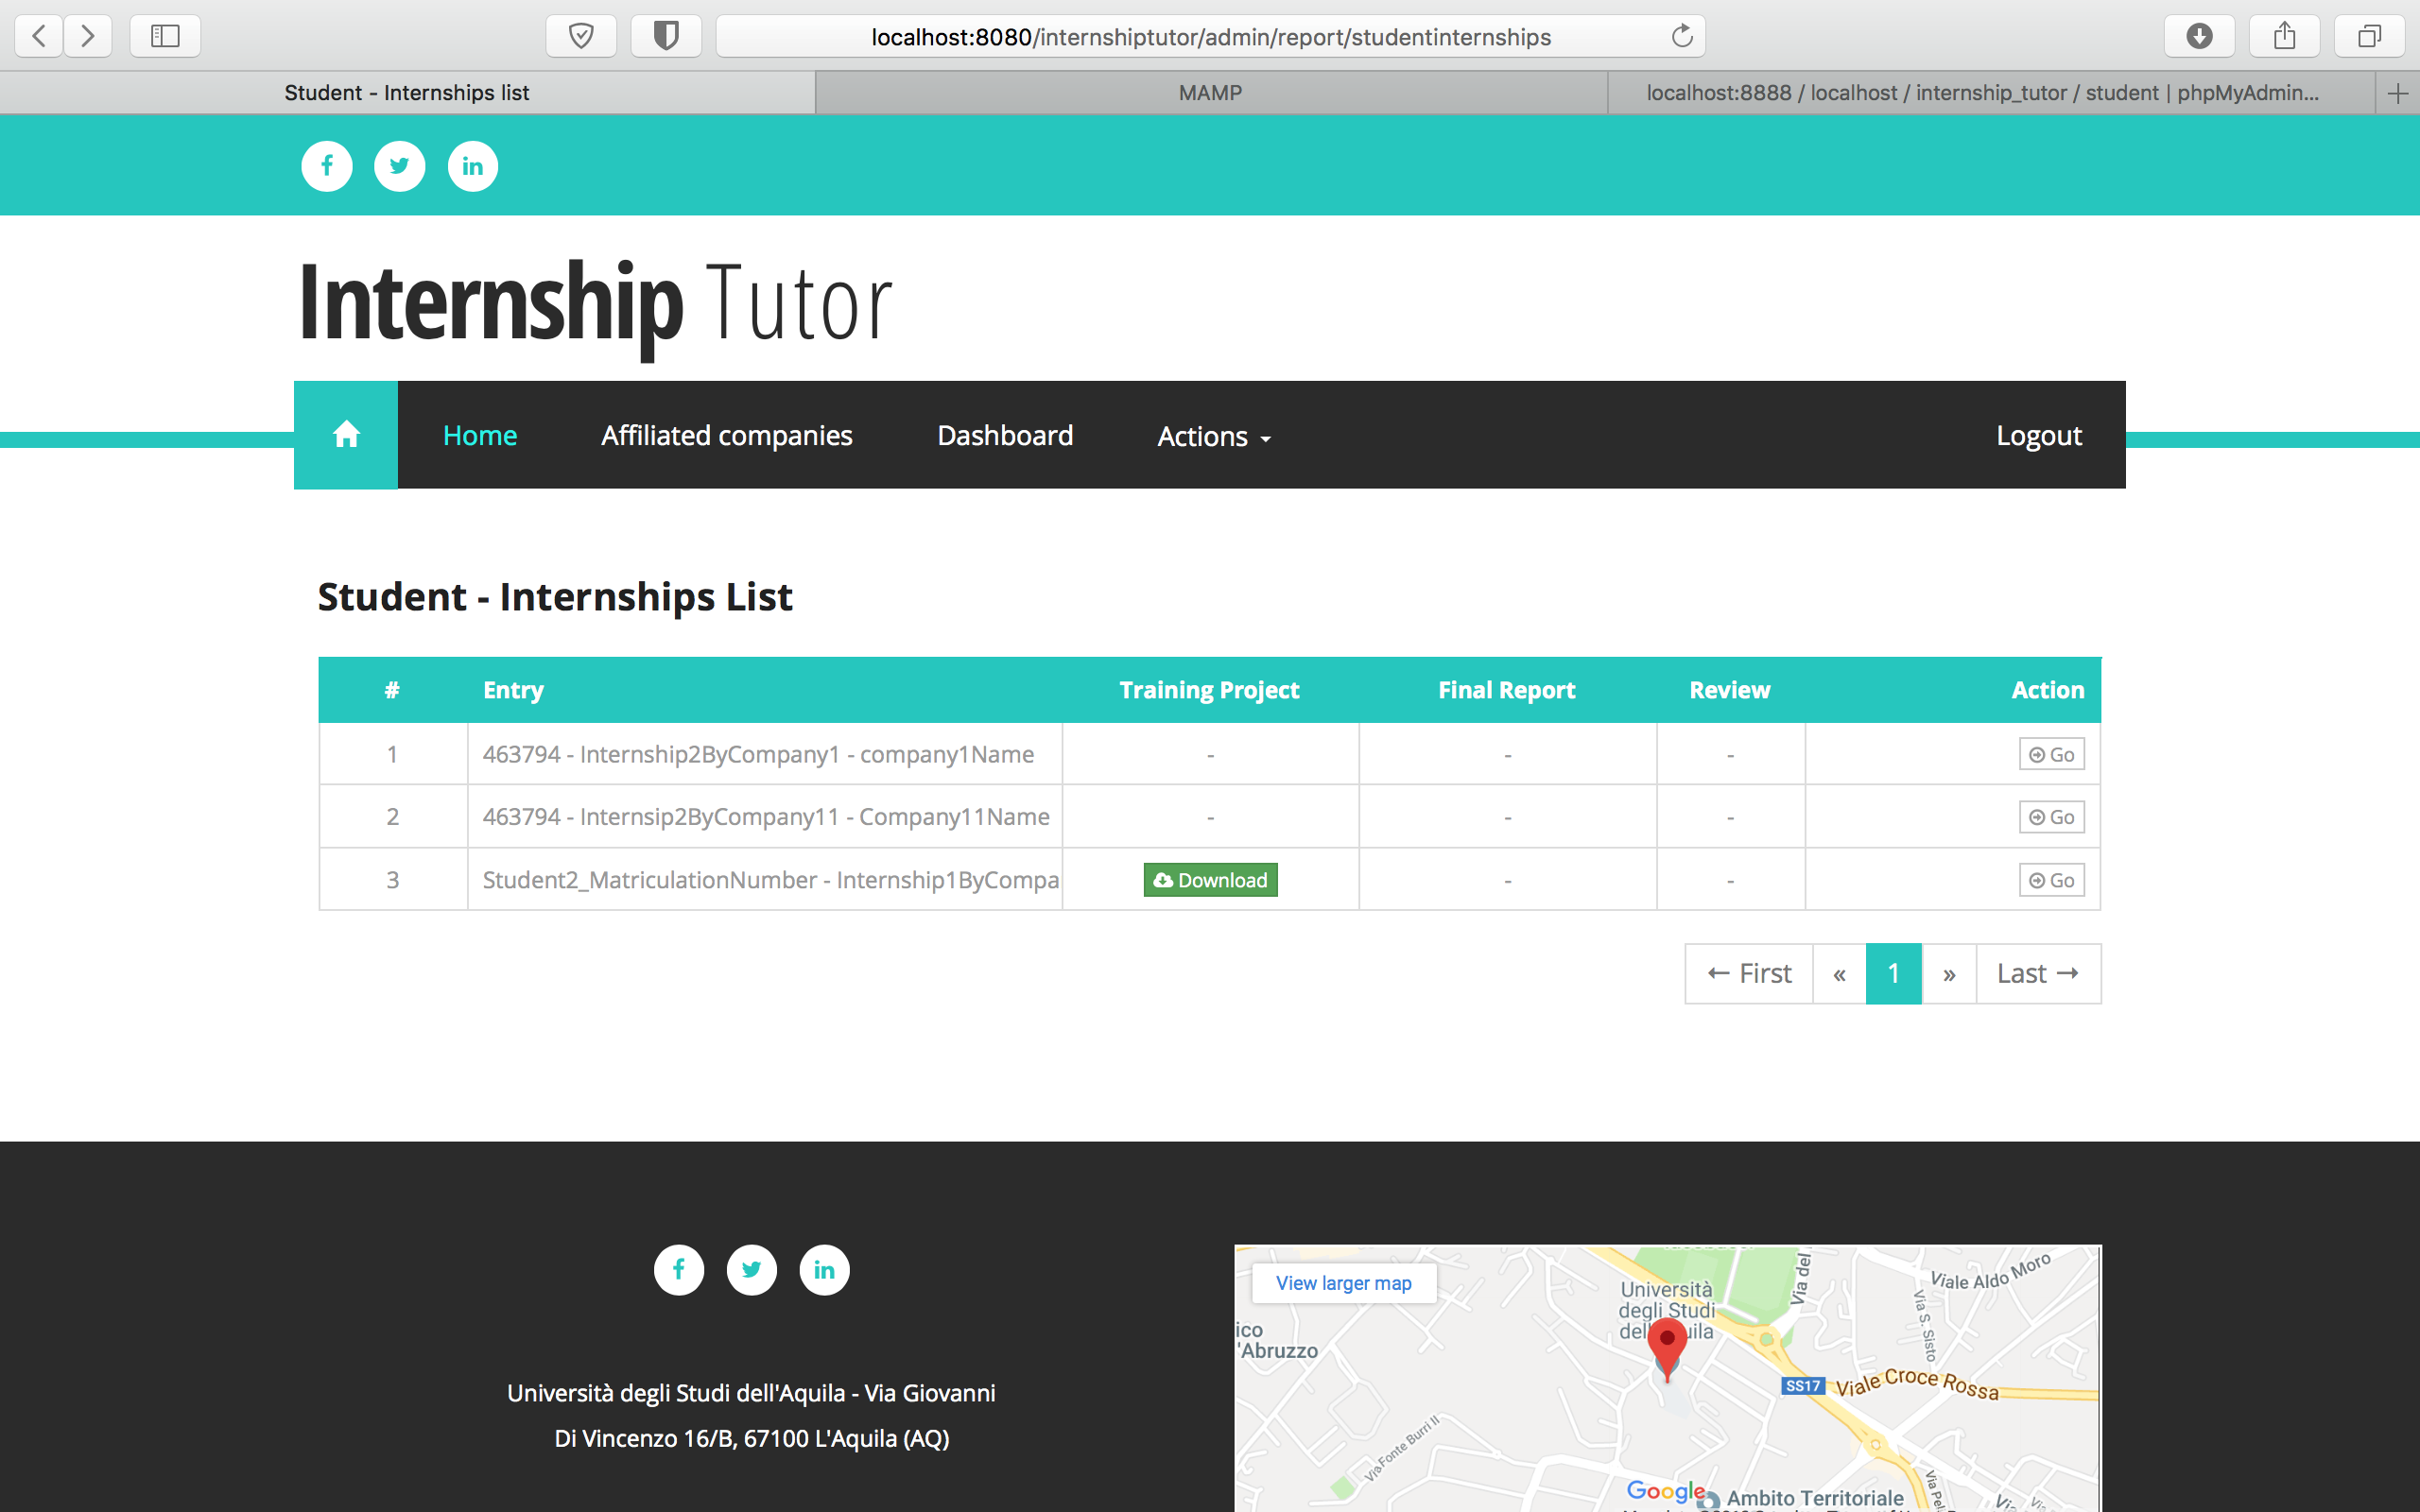 localhost:8080/internshiptutor/admin/report/studentinternships
Student - Internships list
MAMP
localhost:8888 / localhost / internship_tutor / student | phpMyAdmin...
Internship Tutor
Home
Affiliated companies
Dashboard
Actions
Logout
Student - Internships List
# Entry Training Project Final Report Review Action
1 463794 - Internship2ByCompany1 - company1Name - - - Go
2 463794 - Internsip2ByCompany11 - Company11Name - - - Go
3 Student2_MatriculationNumber - Internship1ByCompa Download - - Go
← First « 1 » Last →
Università degli Studi dell'Aquila - Via Giovanni
Di Vincenzo 16/B, 67100 L'Aquila (AQ)
View larger map
Università
degli Studi
Via del
Viale Aldo Moro
Via S. Sisto
ico
'Abruzzo
SS17
Viale Croce Rossa
Via Fonte Burri II
Google
Ambito Territoriale